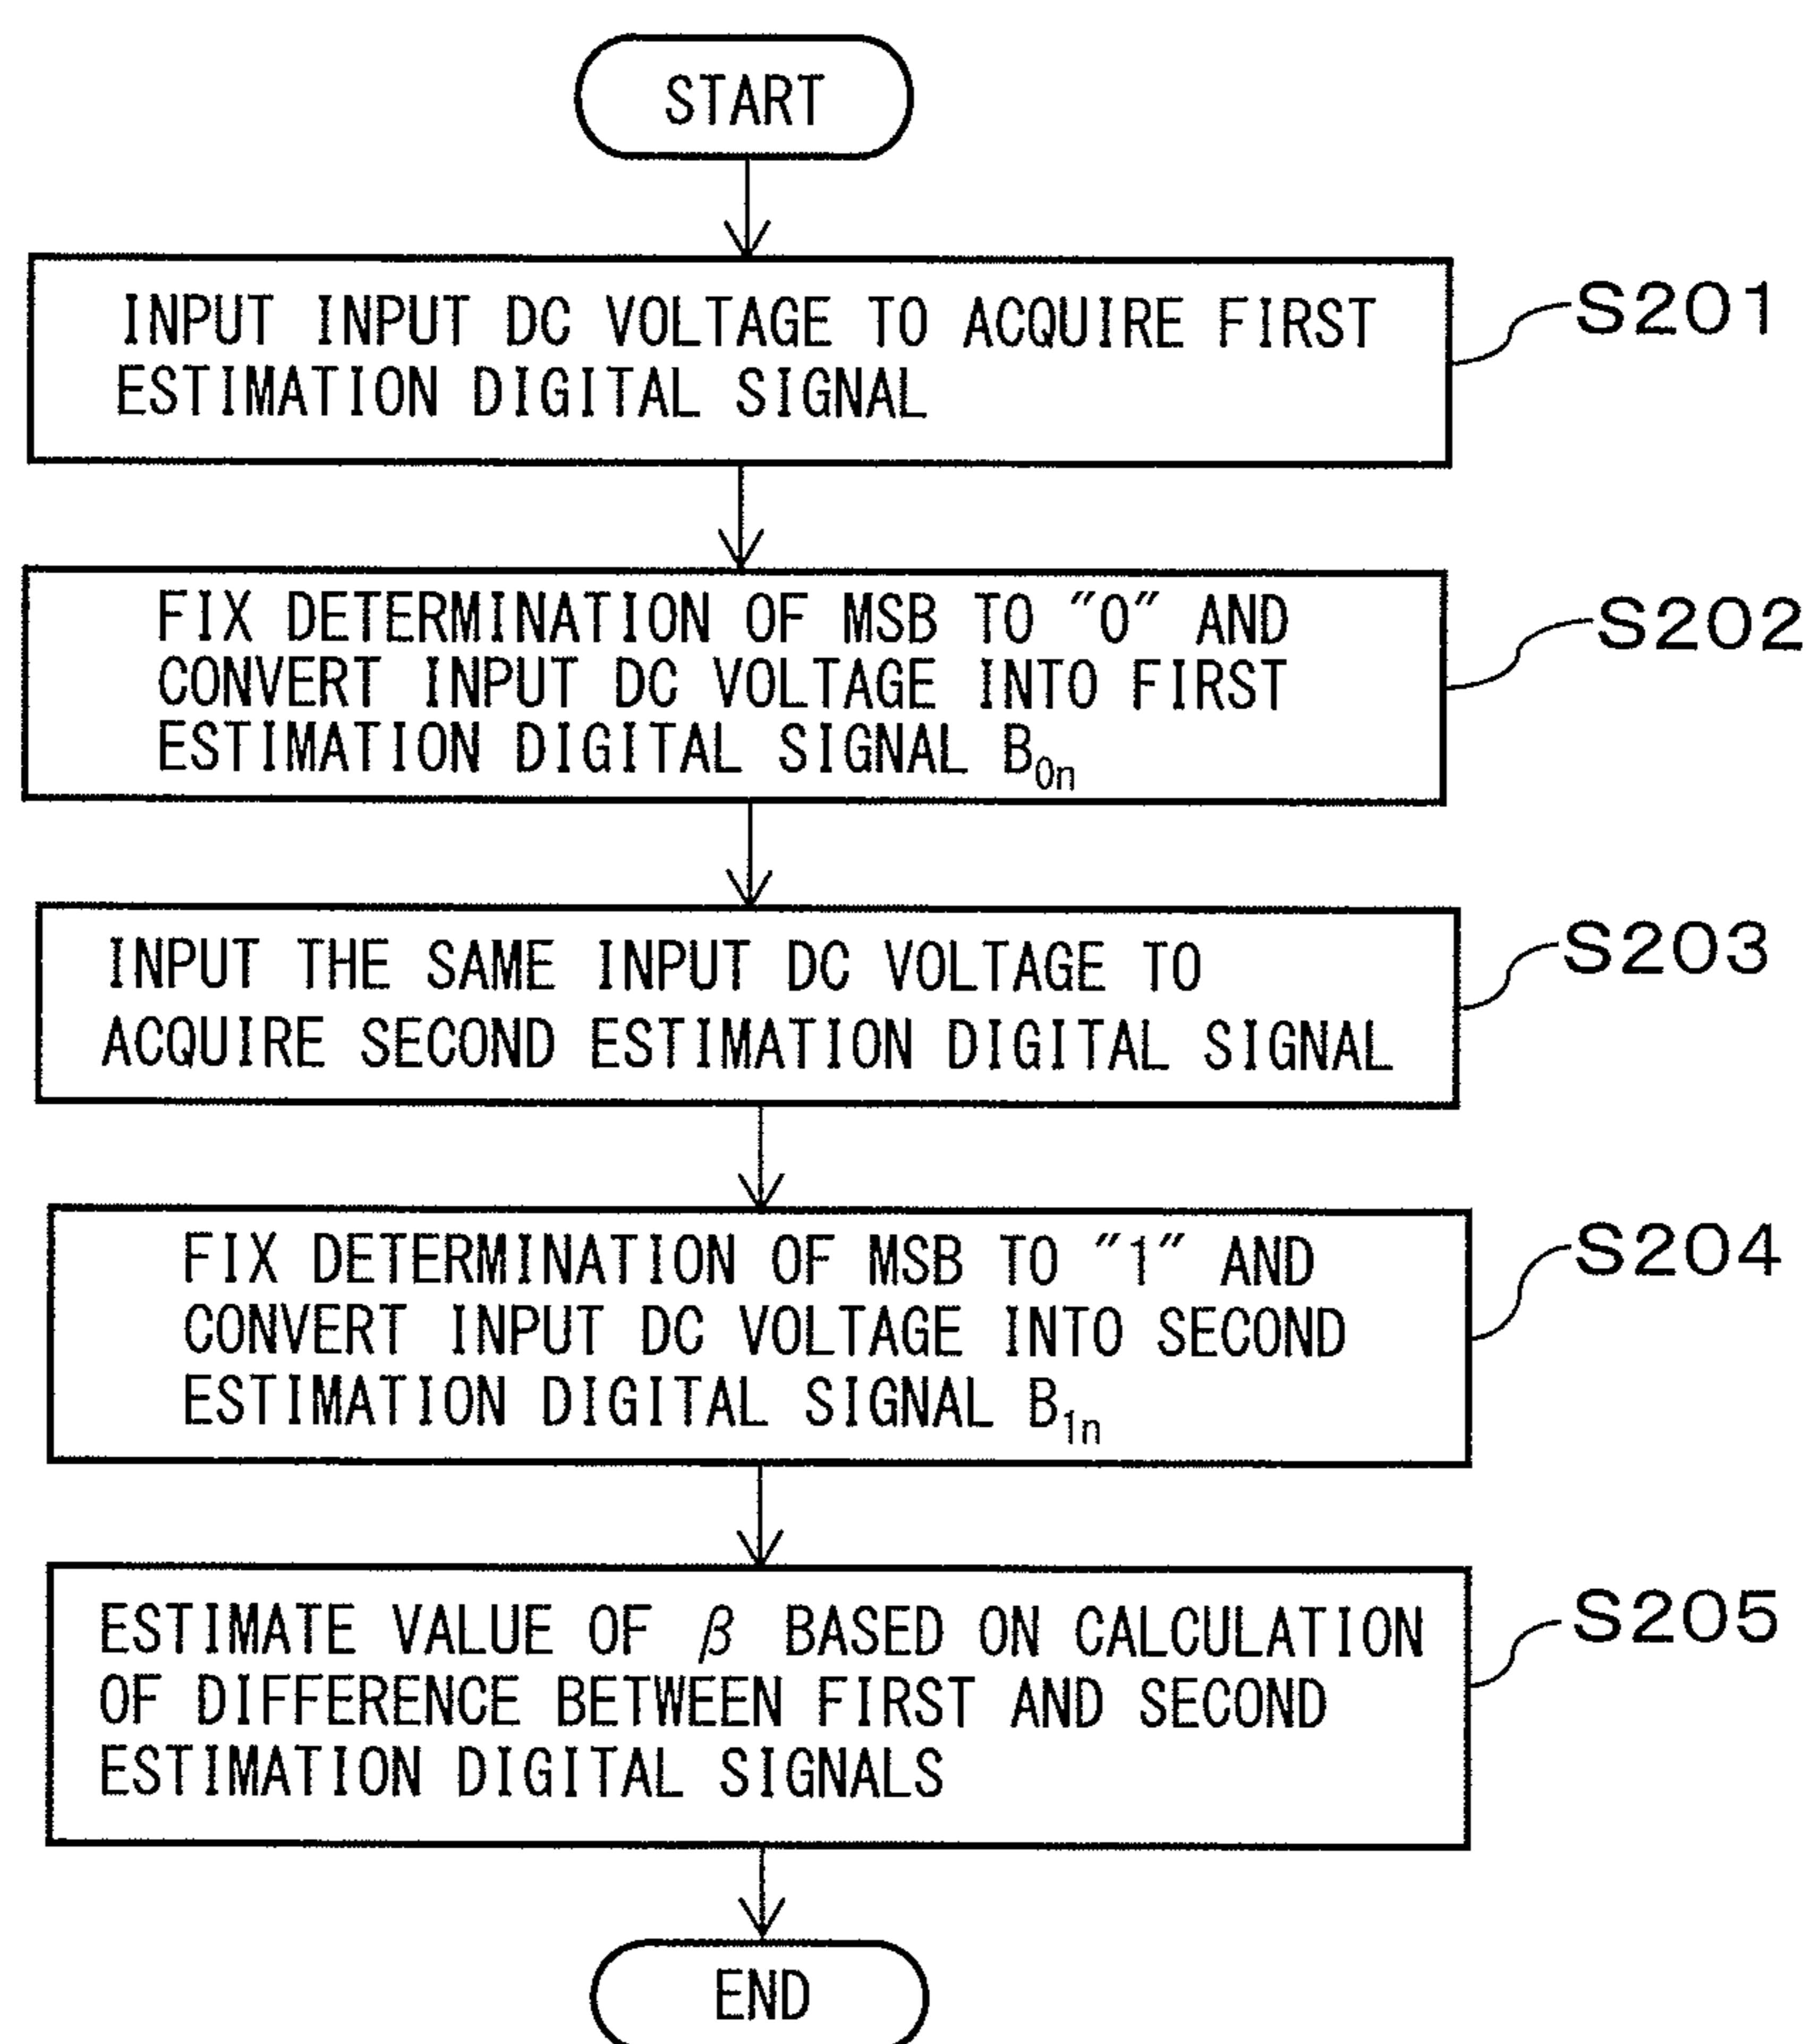 START
INPUT INPUT DC VOLTAGE TO ACQUIRE FIRST
ESTIMATION DIGITAL SIGNAL
S201
FIX DETERMINATION OF MSB TO "0" AND
CONVERT INPUT DC VOLTAGE INTO FIRST
ESTIMATION DIGITAL SIGNAL B0n
S202
INPUT THE SAME INPUT DC VOLTAGE TO
ACQUIRE SECOND ESTIMATION DIGITAL SIGNAL
S203
FIX DETERMINATION OF MSB TO "1" AND
CONVERT INPUT DC VOLTAGE INTO SECOND
ESTIMATION DIGITAL SIGNAL B1n
S204
ESTIMATE VALUE OF β BASED ON CALCULATION
OF DIFFERENCE BETWEEN FIRST AND SECOND
ESTIMATION DIGITAL SIGNALS
S205
END